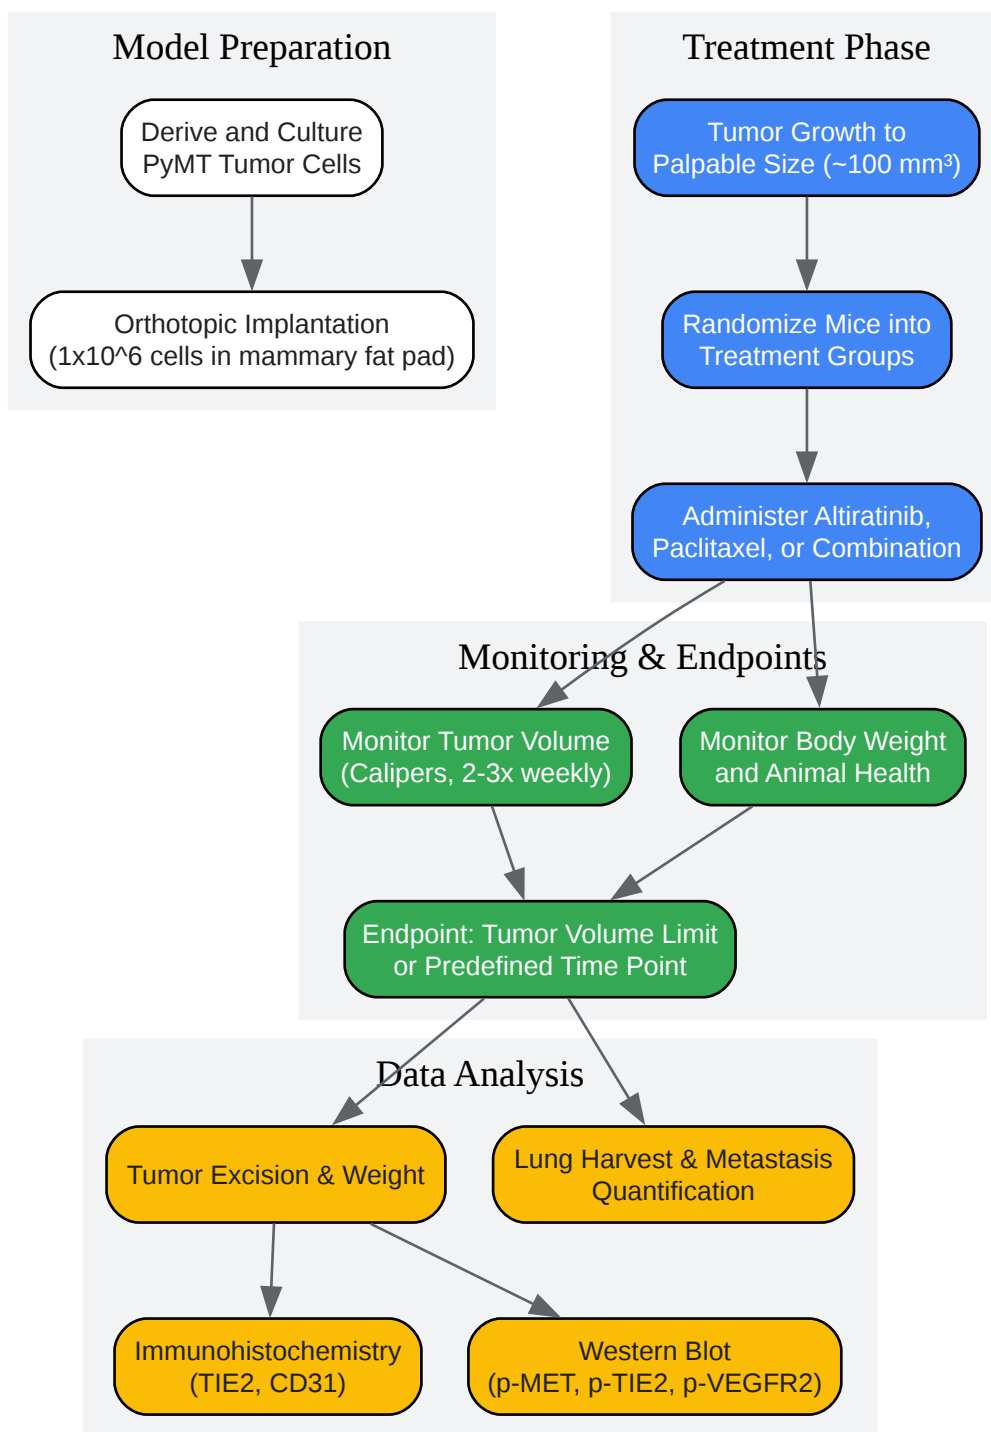 Model Preparation
Derive and Culture
PyMT Tumor Cells
Orthotopic Implantation
(1x10^6 cells in mammary fat pad)
Treatment Phase
Tumor Growth to
Palpable Size (~100 mm³)
Randomize Mice into
Treatment Groups
Administer Altiratinib,
Paclitaxel, or Combination
Monitoring & Endpoints
Monitor Tumor Volume
(Calipers, 2-3x weekly)
Monitor Body Weight
and Animal Health
Endpoint: Tumor Volume Limit
or Predefined Time Point
Data Analysis
Tumor Excision & Weight
Lung Harvest & Metastasis
Quantification
Immunohistochemistry
(TIE2, CD31)
Western Blot
(p-MET, p-TIE2, p-VEGFR2)